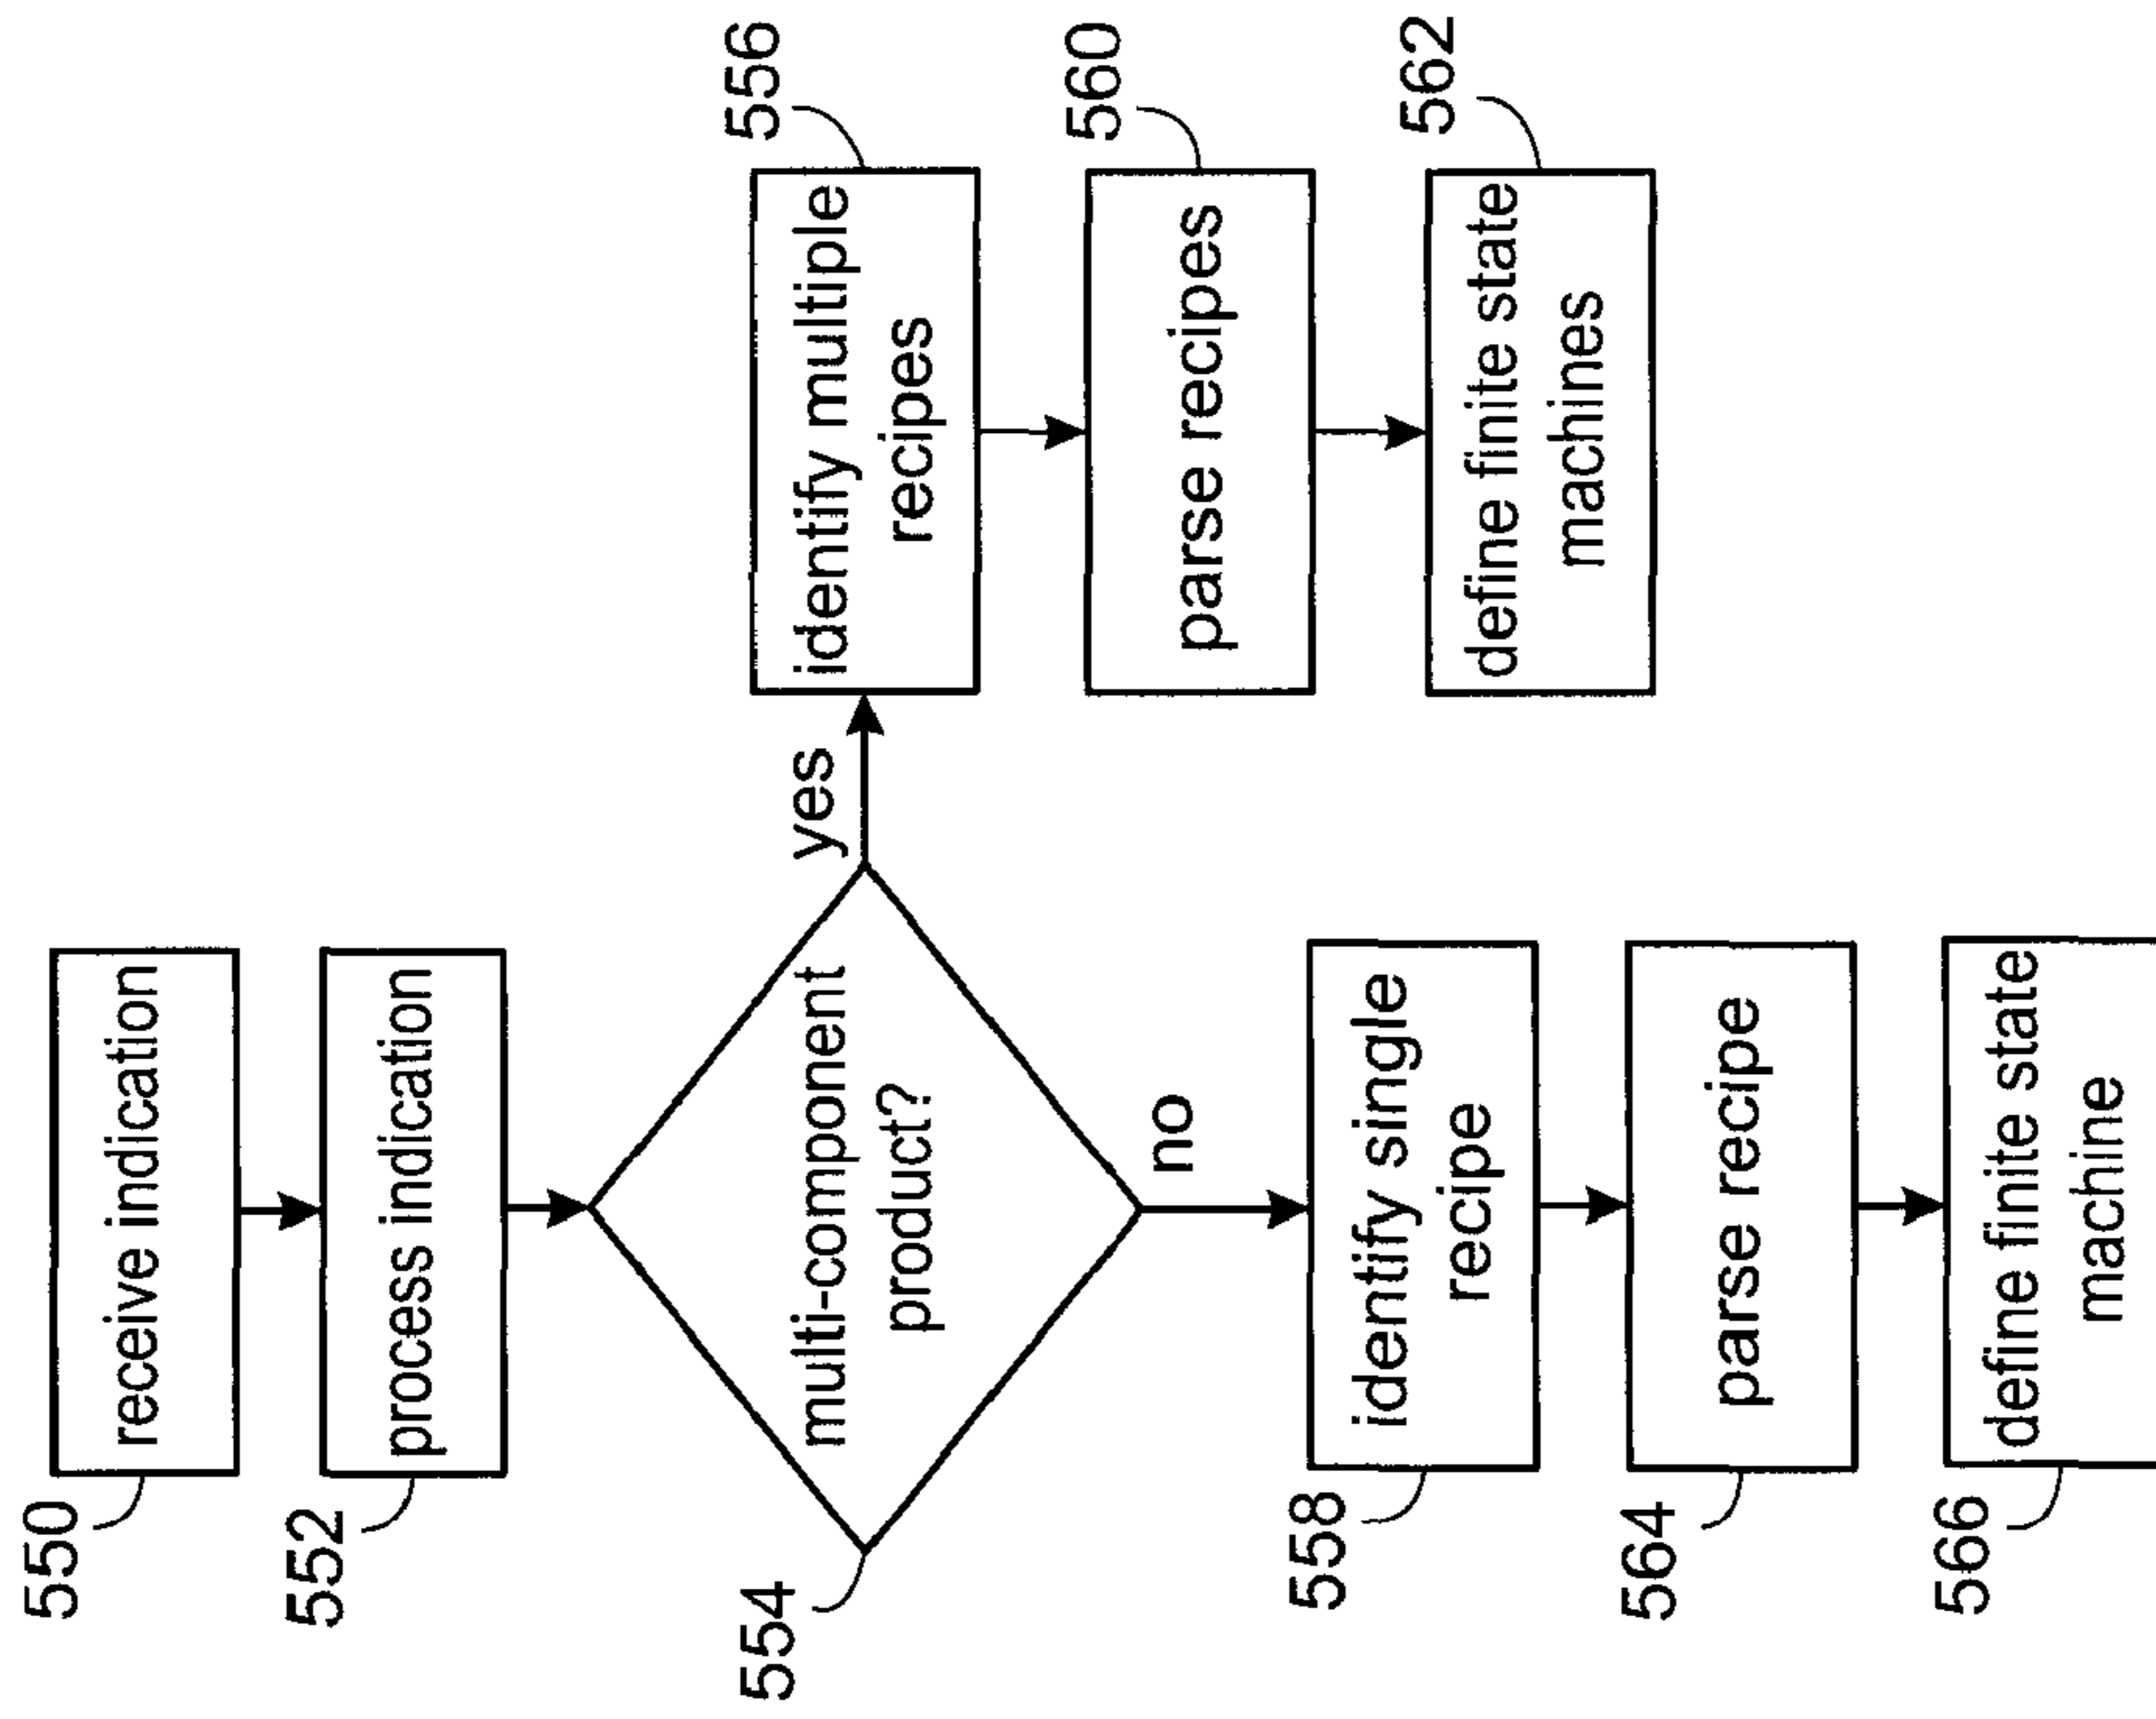 550
receive indication
552
process indication
554
multi-component
product?
yes
no
556
identify multiple
recipes
560
parse recipes
562
define finite state
machines
558
identify single
recipe
564
parse recipe
566
define finite state
machine